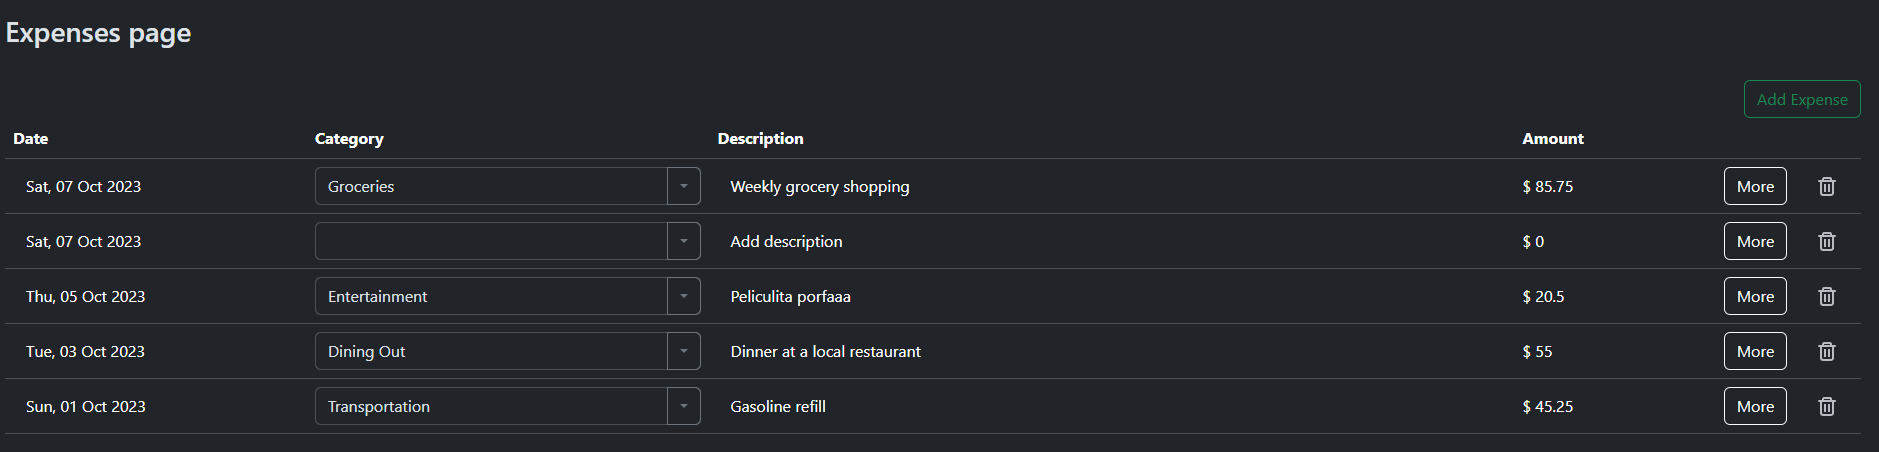 Expenses page
Add Expense
Date Category Description Amount
Sat, 07 Oct 2023 Groceries Weekly grocery shopping $ 85.75 More
Sat, 07 Oct 2023 Add description $ 0 More
Thu, 05 Oct 2023 Entertainment Peliculita porfaaa $ 20.5 More
Tue, 03 Oct 2023 Dining Out Dinner at a local restaurant $ 55 More
Sun, 01 Oct 2023 Transportation Gasoline refill $ 45.25 More